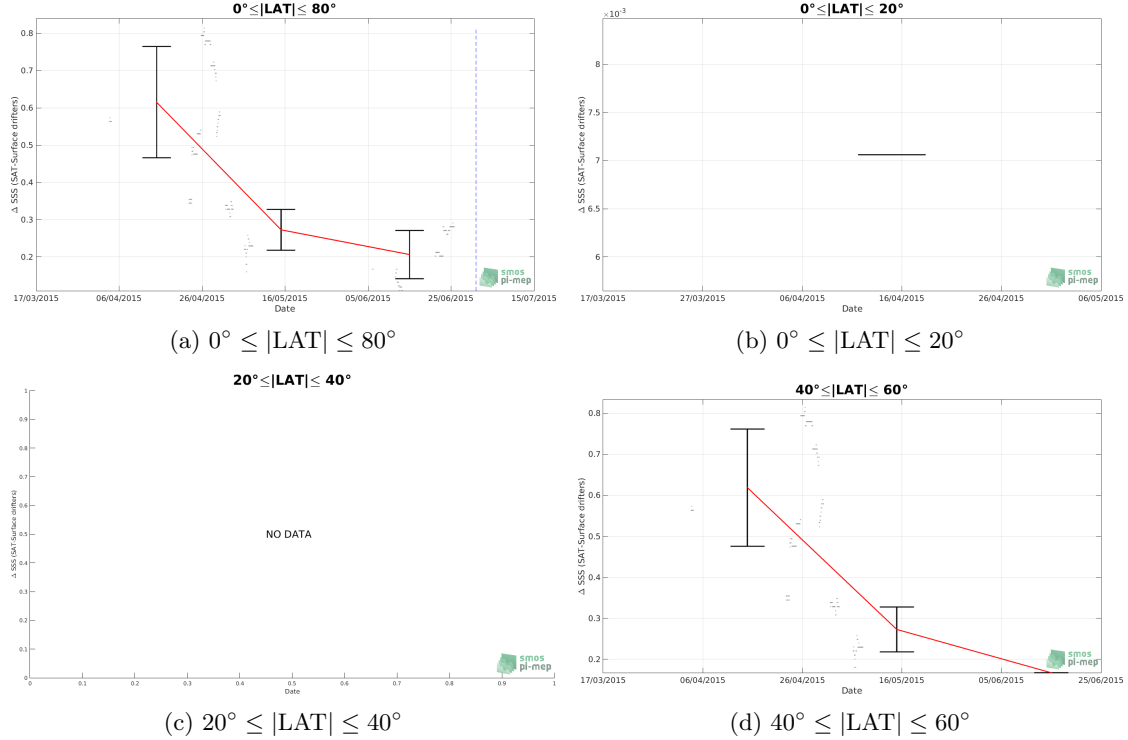 0°≤|LAT|≤ 80°
Δ SSS (SAT-Surface drifters)
0.8
0.7
0.6
0.5
0.4
0.3
0.2
17/03/2015 06/04/2015 26/04/2015 16/05/2015 05/06/2015 25/06/2015 15/07/2015
Date
smos
pi-mep
(a) 0° ≤ |LAT| ≤ 80°
0°≤|LAT|≤ 20°
×10⁻³
Δ SSS (SAT-Surface drifters)
8
7.5
7
6.5
6
17/03/2015 27/03/2015 06/04/2015 16/04/2015 26/04/2015 06/05/2015
Date
smos
pi-mep
(b) 0° ≤ |LAT| ≤ 20°
20°≤|LAT|≤ 40°
Δ SSS (SAT-Surface drifters)
1
0.9
0.8
0.7
0.6
0.5
0.4
0.3
0.2
0.1
0
NO DATA
0 0.1 0.2 0.3 0.4 0.5 0.6 0.7 0.8 0.9 1
Date
smos
pi-mep
(c) 20° ≤ |LAT| ≤ 40°
40°≤|LAT|≤ 60°
Δ SSS (SAT-Surface drifters)
0.8
0.7
0.6
0.5
0.4
0.3
0.2
17/03/2015 06/04/2015 26/04/2015 16/05/2015 05/06/2015 25/06/2015
Date
smos
pi-mep
(d) 40° ≤ |LAT| ≤ 60°